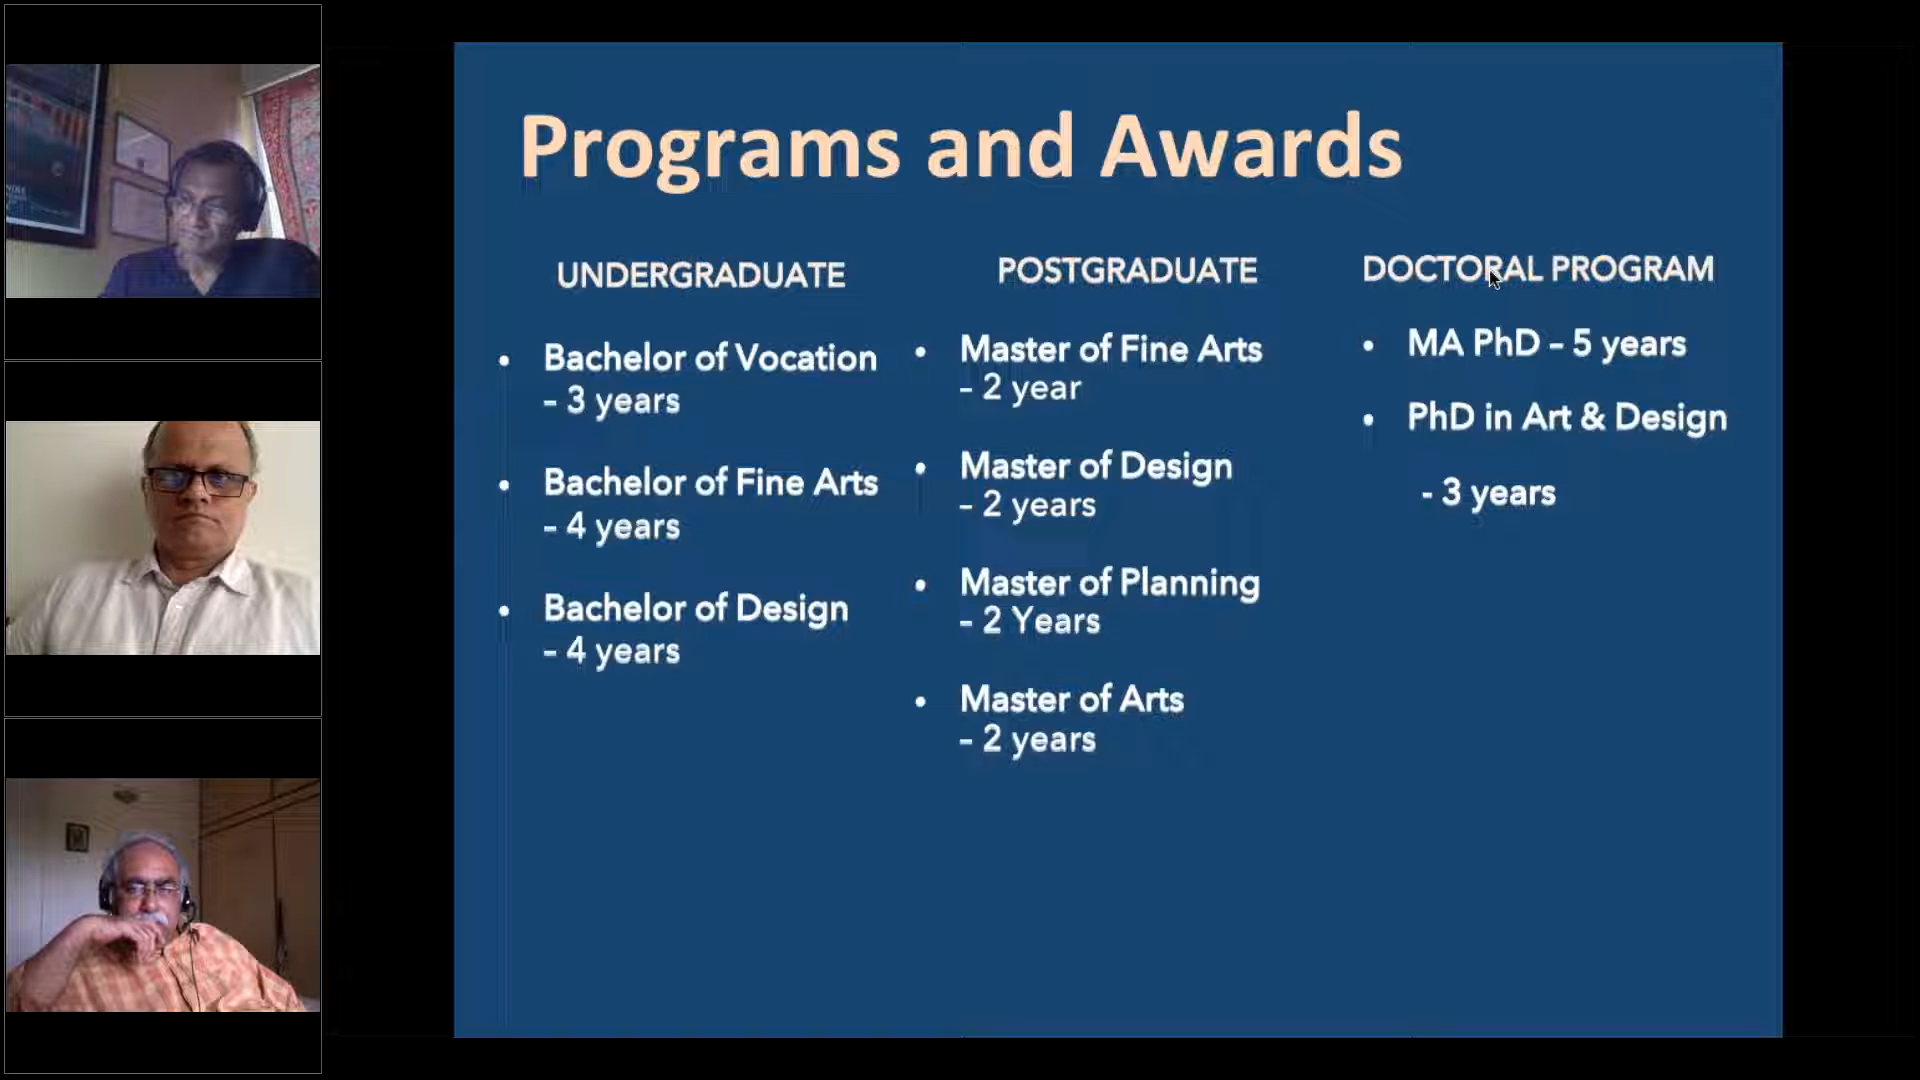 Programs and Awards
UNDERGRADUATE
• Bachelor of Vocation
– 3 years
• Bachelor of Fine Arts
– 4 years
• Bachelor of Design
– 4 years
POSTGRADUATE
• Master of Fine Arts
– 2 year
• Master of Design
– 2 years
• Master of Planning
– 2 Years
• Master of Arts
– 2 years
DOCTORAL PROGRAM
• MA PhD – 5 years
• PhD in Art & Design
- 3 years